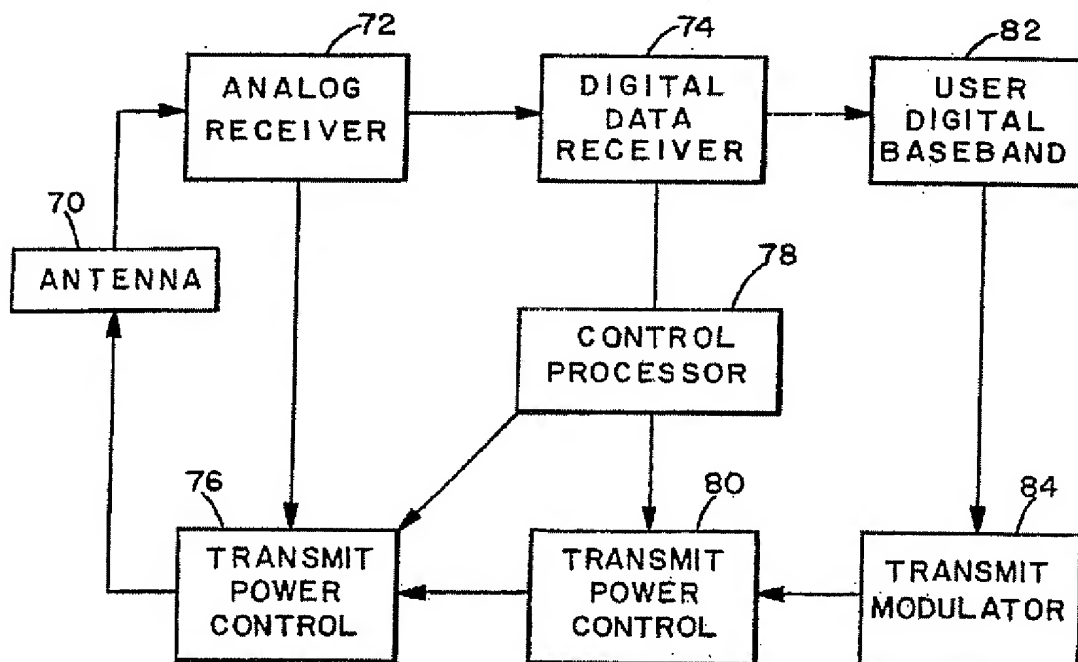 72
74
82
ANALOG
RECEIVER
DIGITAL
DATA
RECEIVER
USER
DIGITAL
BASEBAND
70
ANTENNA
78
CONTROL
PROCESSOR
76
80
84
TRANSMIT
POWER
CONTROL
TRANSMIT
POWER
CONTROL
TRANSMIT
MODULATOR